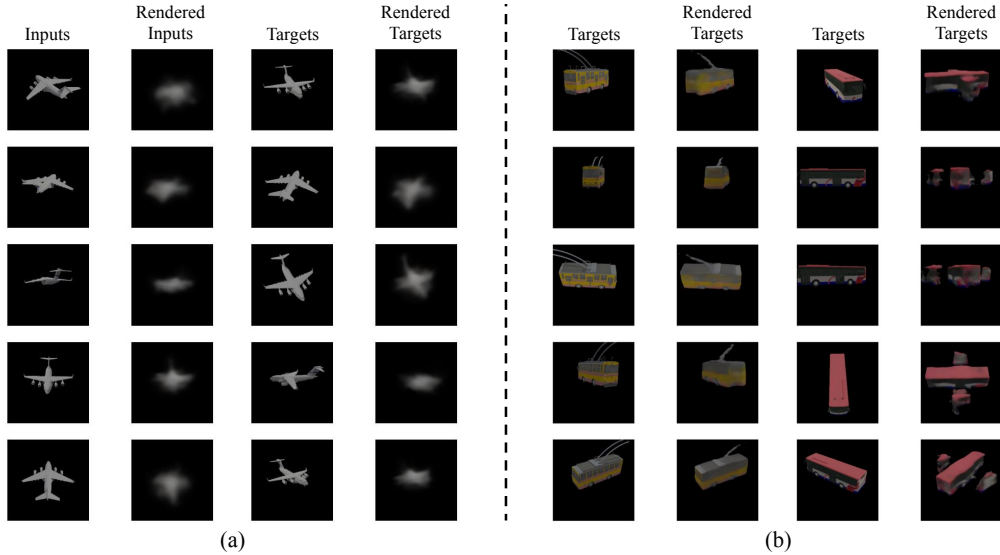 Inputs
Rendered
Inputs
Targets
Rendered
Targets
Targets
Rendered
Targets
Targets
Rendered
Targets
(a)
(b)